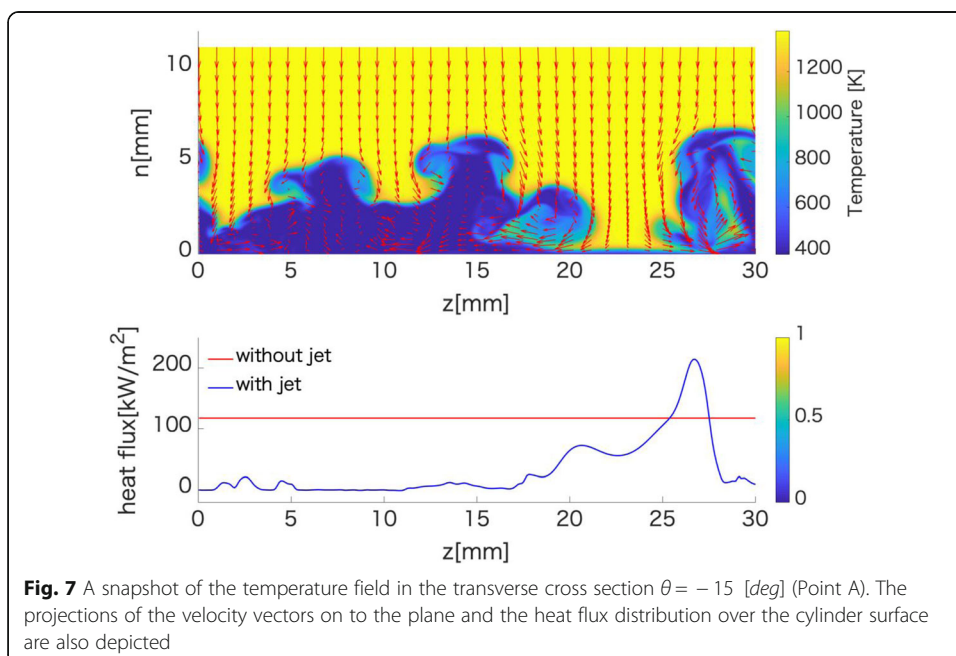 10
5
0
n[mm]
0 5 10 15 20 25 30
z[mm]
1200
1000
800
600
400
Temperature [K]
200
100
0
heat flux[kW/m²]
without jet
with jet
0 5 10 15 20 25 30
z[mm]
1
0.5
0
Fig. 7 A snapshot of the temperature field in the transverse cross section θ = − 15 [deg] (Point A). The
projections of the velocity vectors on to the plane and the heat flux distribution over the cylinder surface
are also depicted